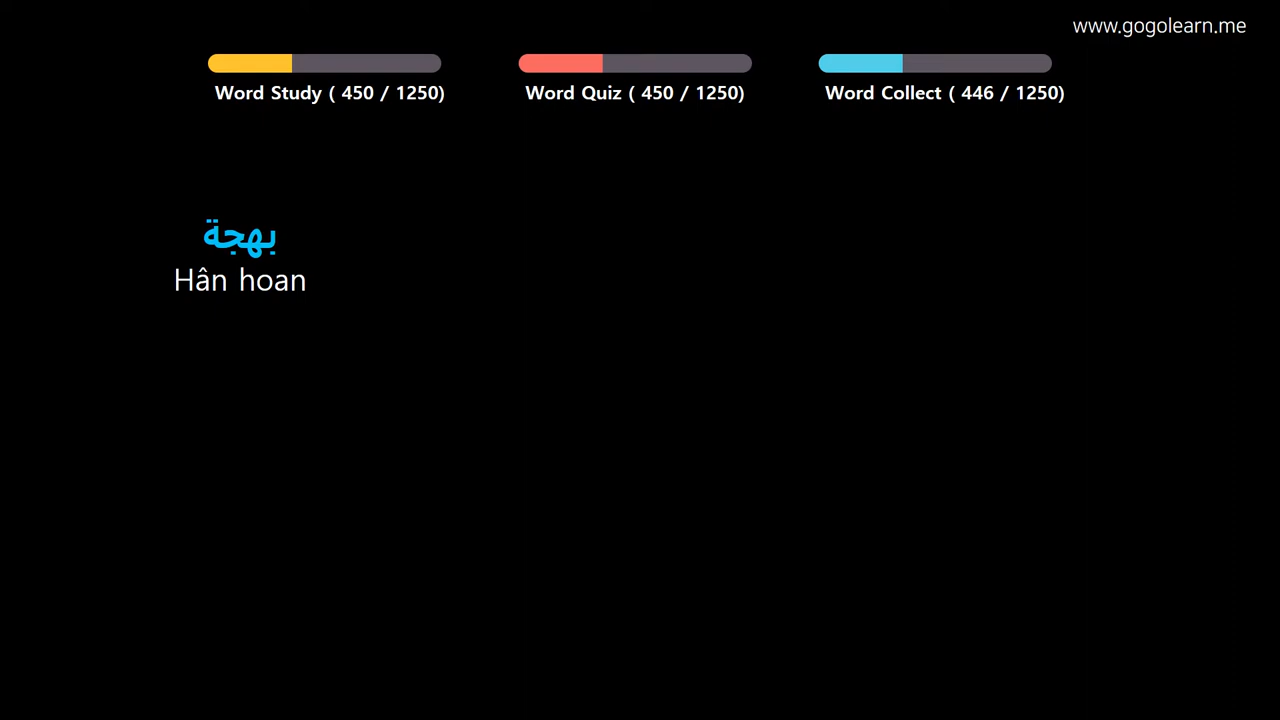 www.gogolearn.me
Word Study ( 450 / 1250)
Word Quiz ( 450 / 1250)
Word Collect ( 446 / 1250)
بهجة
Hân hoan